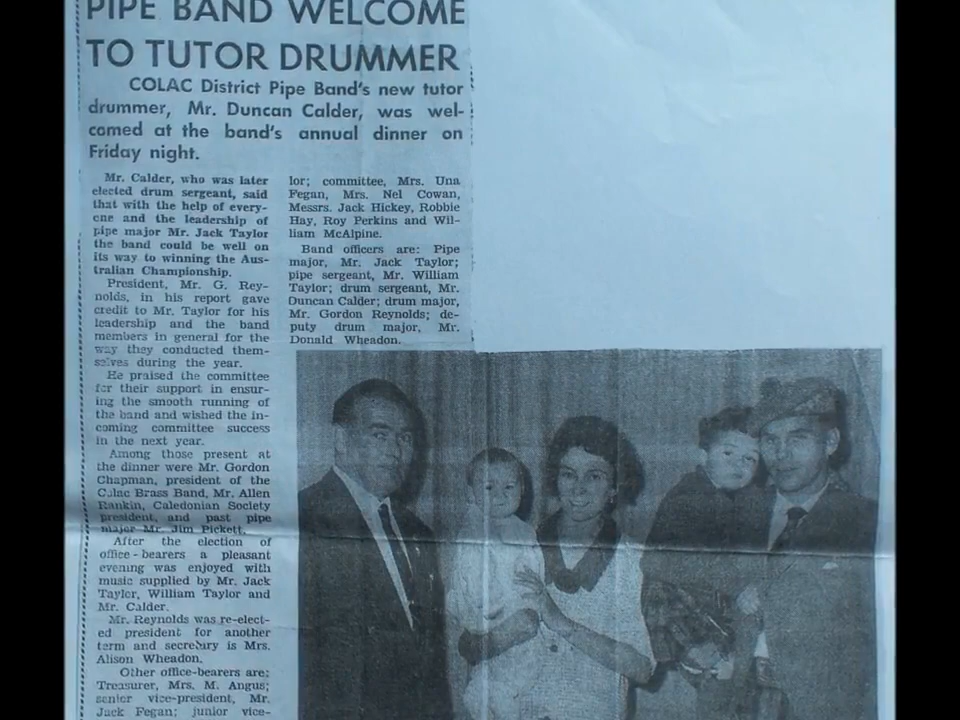 PIPE BAND WELCOME
TO TUTOR DRUMMER
COLAC District Pipe Band's new tutor
drummer, Mr. Duncan Calder, was wel-
comed at the band's annual dinner on
Friday night.
Mr. Calder, who was later
elected drum sergeant, said
that with the help of every-
one and the leadership of
pipe major Mr. Jack Taylor
the band could be well on
its way to winning the Aus-
tralian Championship.
President, Mr. G. Rey-
nolds, in his report gave
credit to Mr. Taylor for his
leadership and the band
members in general for the
way they conducted them-
selves during the year.
He praised the committee
for their support in ensur-
ing the smooth running of
the band and wished the in-
coming committee success
in the next year.
Among those present at
the dinner were Mr. Gordon
Chapman, president of the
Colac Brass Band, Mr. Allen
Rankin, Caledonian Society
president, and past pipe
major Mr. Jim Pickett.
After the election of
office-bearers a pleasant
evening was enjoyed with
music supplied by Mr. Jack
Taylor, William Taylor and
Mr. Calder.
Mr. Reynolds was re-elect-
ed president for another
term and secretary is Mrs.
Alison Wheadon.
Other office-bearers are:
Treasurer, Mrs. M. Angus;
senior vice-president, Mr.
Jack Fegan; junior vice-
lor; committee, Mrs. Una
Fegan, Mrs. Nel Cowan,
Messrs. Jack Hickey, Robbie
Hay, Roy Perkins and Wil-
liam McAlpine.
Band officers are: Pipe
major, Mr. Jack Taylor;
pipe sergeant, Mr. William
Taylor; drum sergeant, Mr.
Duncan Calder; drum major,
Mr. Gordon Reynolds; de-
puty drum major, Mr.
Donald Wheadon.